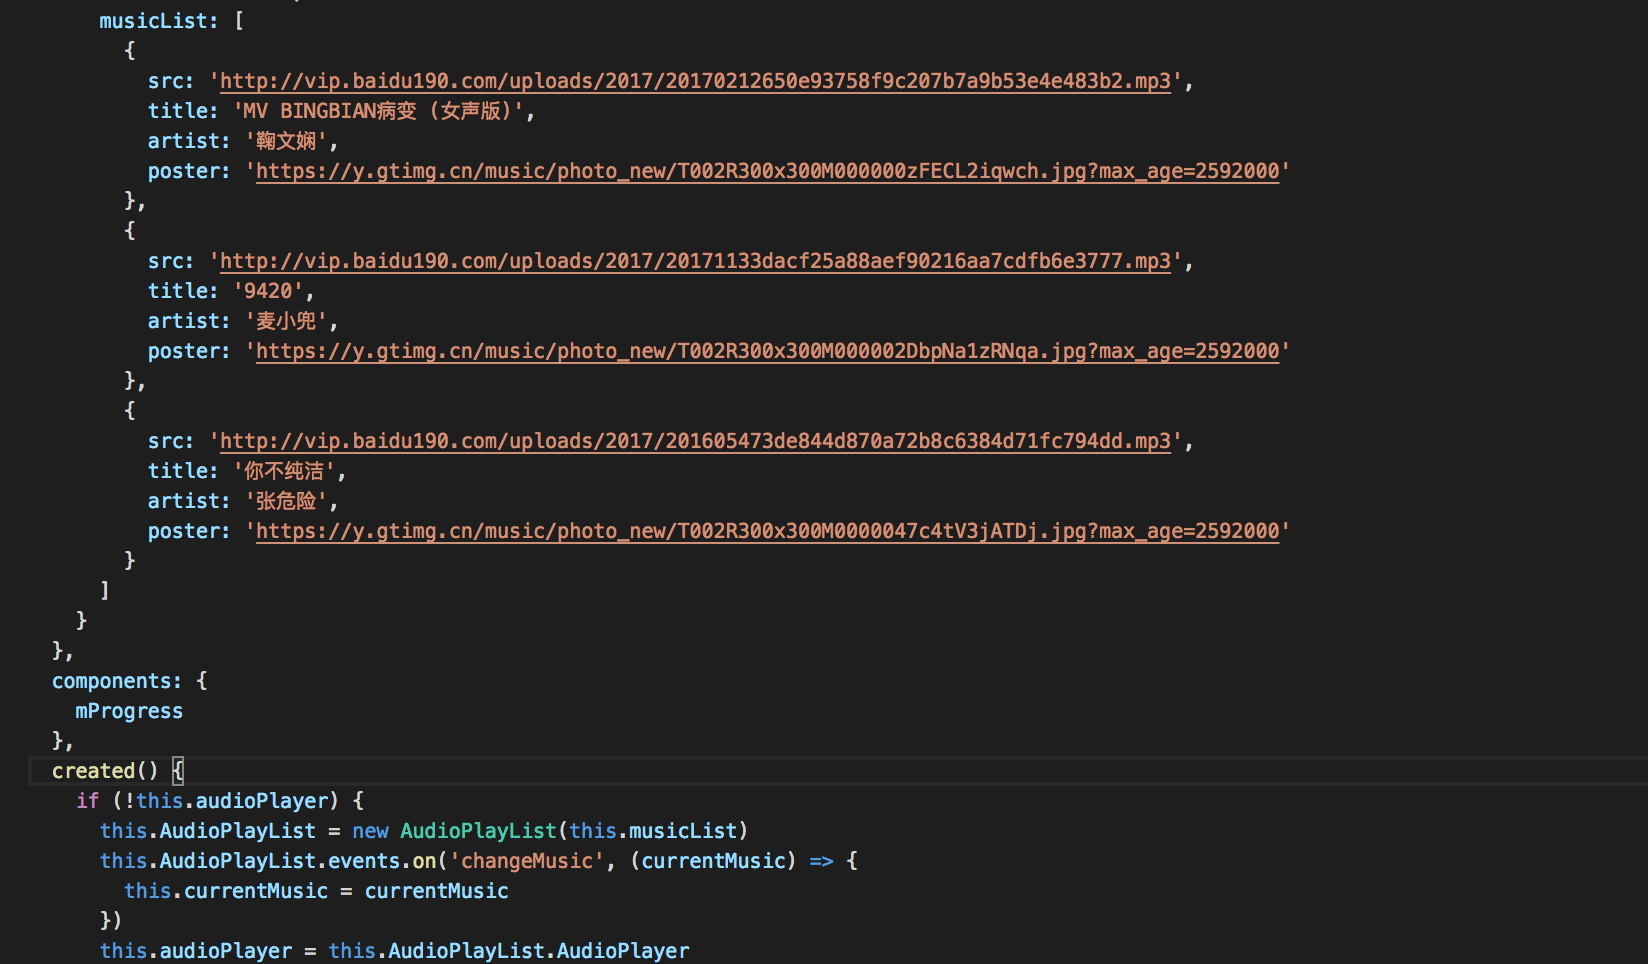 musicList: [
{
src: 'http://vip.baidu190.com/uploads/2017/20170212650e93758f9c207b7a9b53e4e483b2.mp3',
title: 'MV BINGBIAN病变 (女声版)',
artist: '鞠文娴',
poster: 'https://y.gtimg.cn/music/photo_new/T002R300x300M000000zFECL2iqwch.jpg?max_age=2592000'
},
{
src: 'http://vip.baidu190.com/uploads/2017/20171133dacf25a88aef90216aa7cdfb6e3777.mp3',
title: '9420',
artist: '麦小兜',
poster: 'https://y.gtimg.cn/music/photo_new/T002R300x300M000002DbpNa1zRNqa.jpg?max_age=2592000'
},
{
src: 'http://vip.baidu190.com/uploads/2017/201605473de844d870a72b8c6384d71fc794dd.mp3',
title: '你不纯洁',
artist: '张危险',
poster: 'https://y.gtimg.cn/music/photo_new/T002R300x300M0000047c4tV3jATDj.jpg?max_age=2592000'
}
]
}
},
components: {
mProgress
},
created() {
if (!this.audioPlayer) {
this.AudioPlayList = new AudioPlayList(this.musicList)
this.AudioPlayList.events.on('changeMusic', (currentMusic) => {
this.currentMusic = currentMusic
})
this.audioPlayer = this.AudioPlayList.AudioPlayer